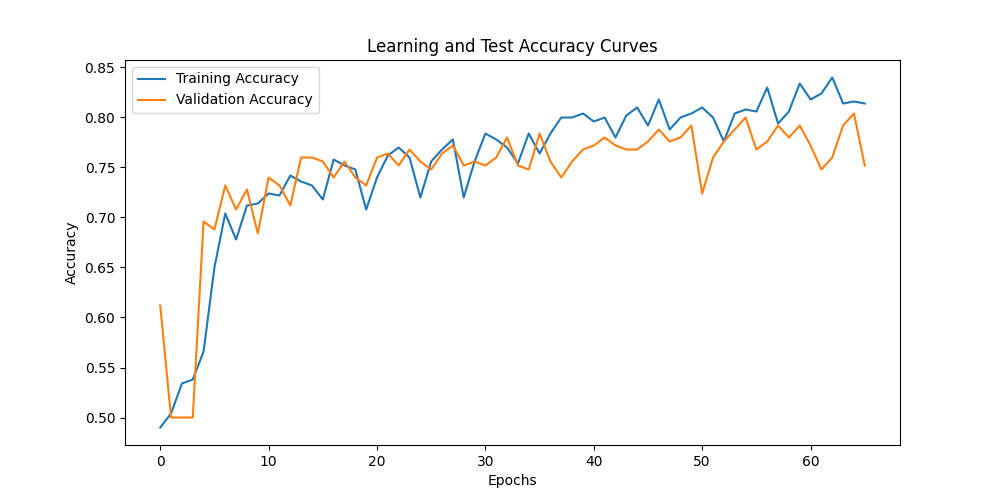 Learning and Test Accuracy Curves
Training Accuracy
Validation Accuracy
0.85
0.80
0.75
0.70
0.65
0.60
0.55
0.50
Accuracy
0 10 20 30 40 50 60
Epochs